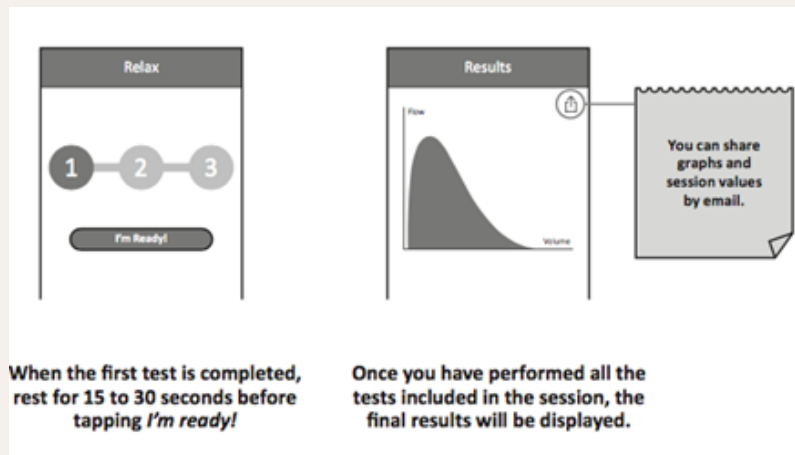 Relax
1 2 3
I'm Ready!
When the first test is completed,
rest for 15 to 30 seconds before
tapping I'm ready!
Results
Flow
Volume
You can share
graphs and
session values
by email.
Once you have performed all the
tests included in the session, the
final results will be displayed.